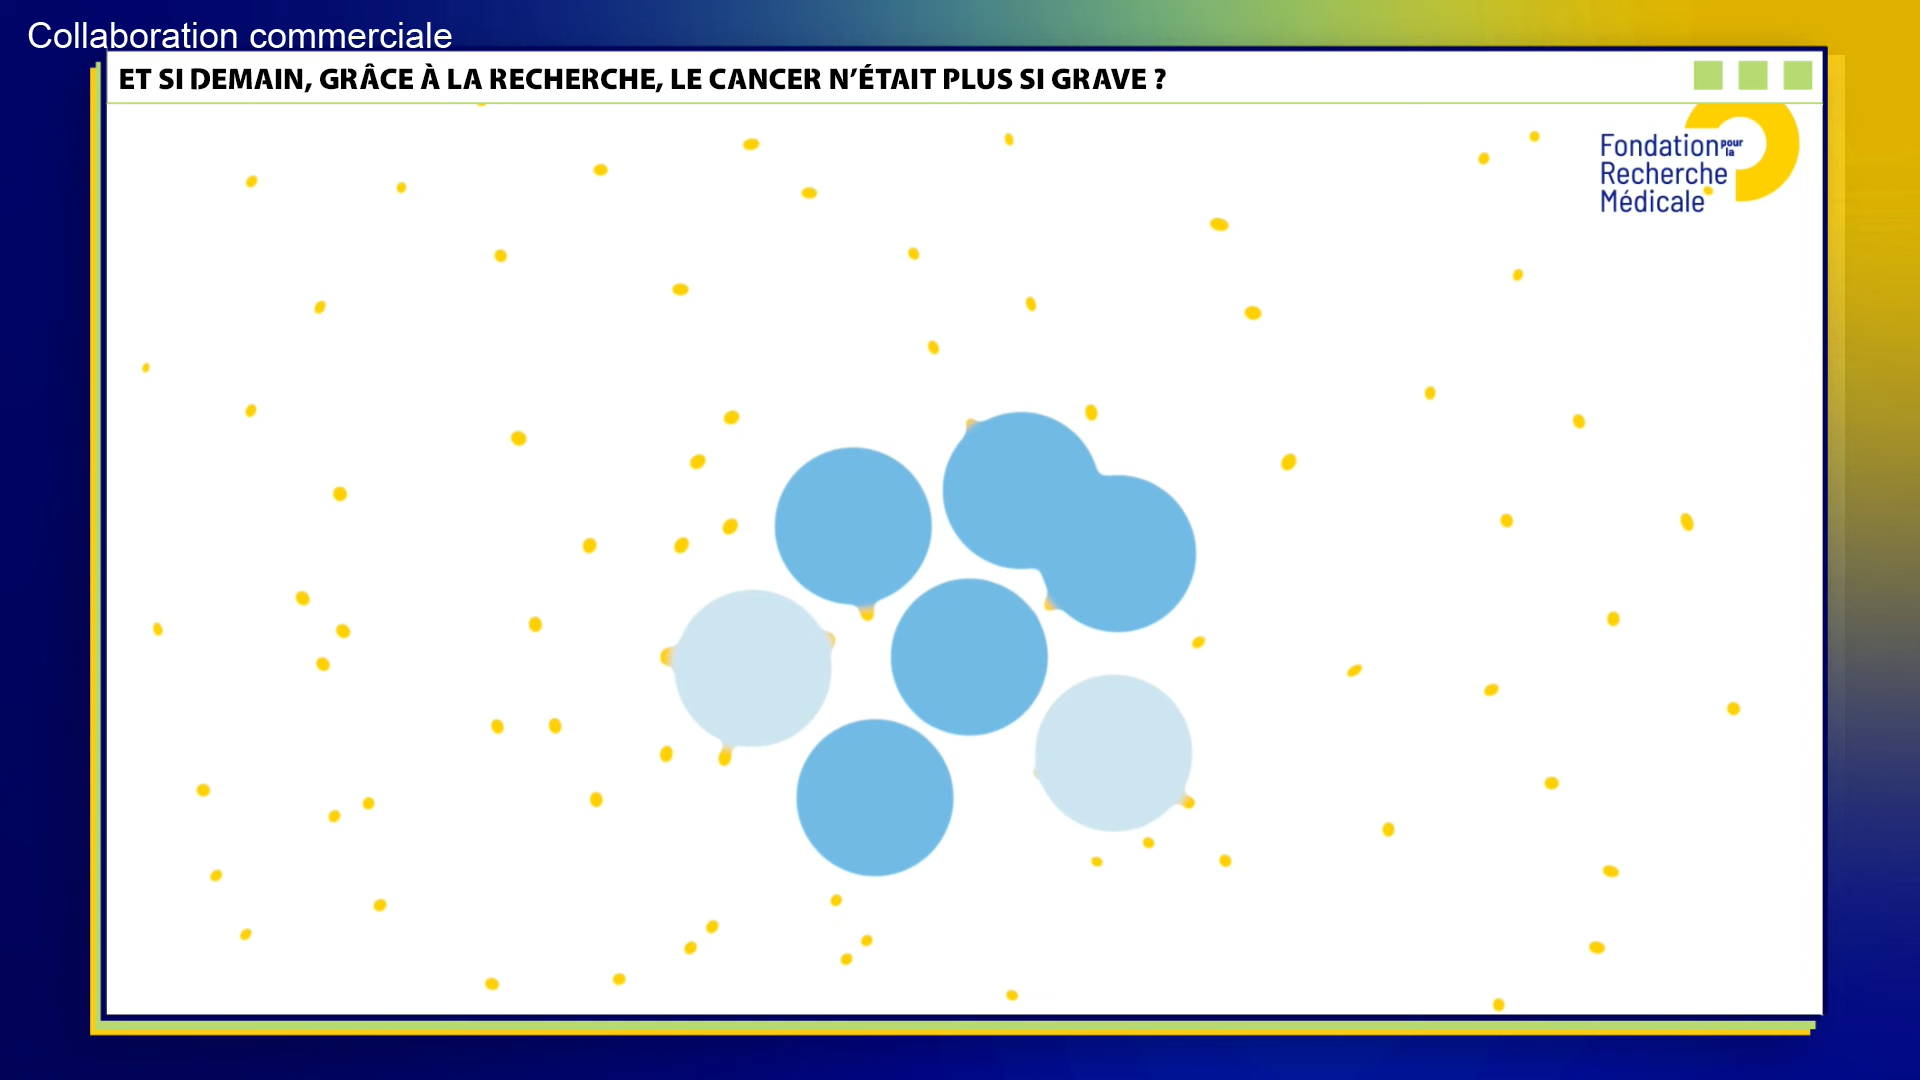 Collaboration commerciale
ET SI DEMAIN, GRÂCE À LA RECHERCHE, LE CANCER N'ÉTAIT PLUS SI GRAVE ?
Fondation pour la
Recherche
Médicale